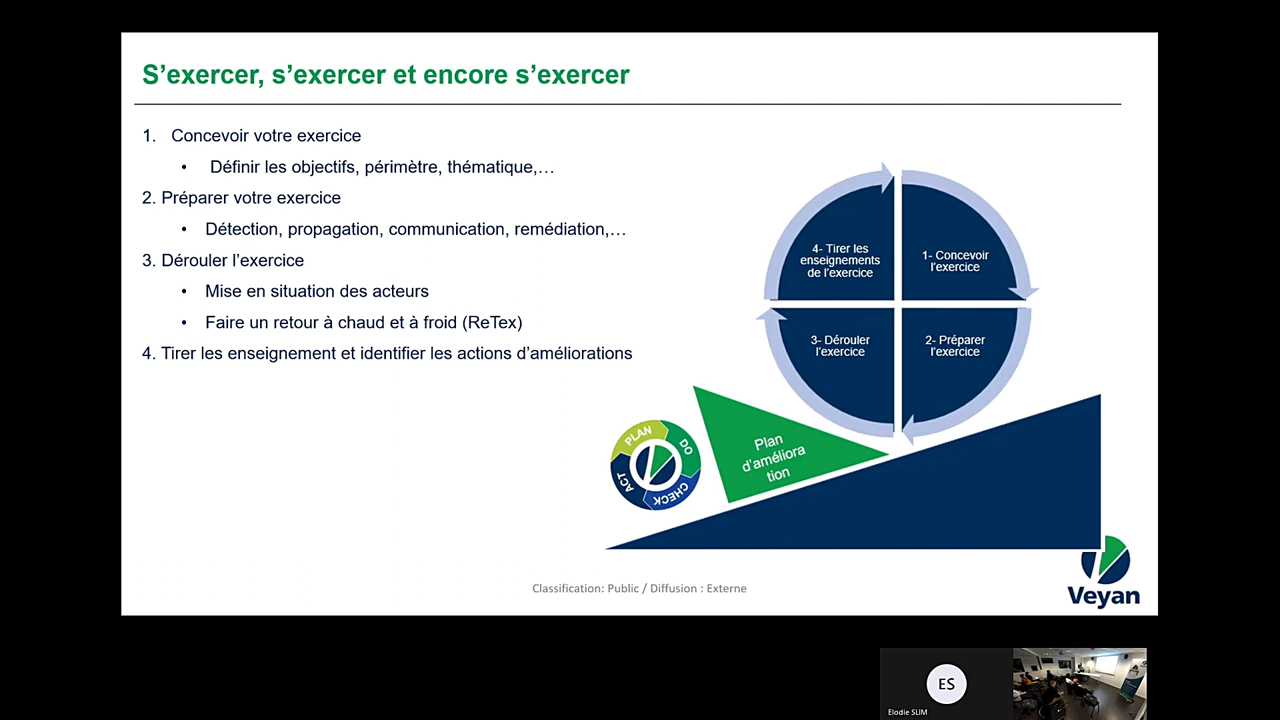 S’exercer, s’exercer et encore s’exercer
1. Concevoir votre exercice
• Définir les objectifs, périmètre, thématique,…
2. Préparer votre exercice
• Détection, propagation, communication, remédiation,…
3. Dérouler l’exercice
• Mise en situation des acteurs
• Faire un retour à chaud et à froid (ReTex)
4. Tirer les enseignement et identifier les actions d’améliorations
4- Tirer les
enseignements
de l’exercice
1- Concevoir
l’exercice
3- Dérouler
l’exercice
2- Préparer
l’exercice
Plan
d’améliora
tion
PLAN
DO
CHECK
ACT
Classification: Public / Diffusion : Externe
Veyan
ES
Elodie SLIM